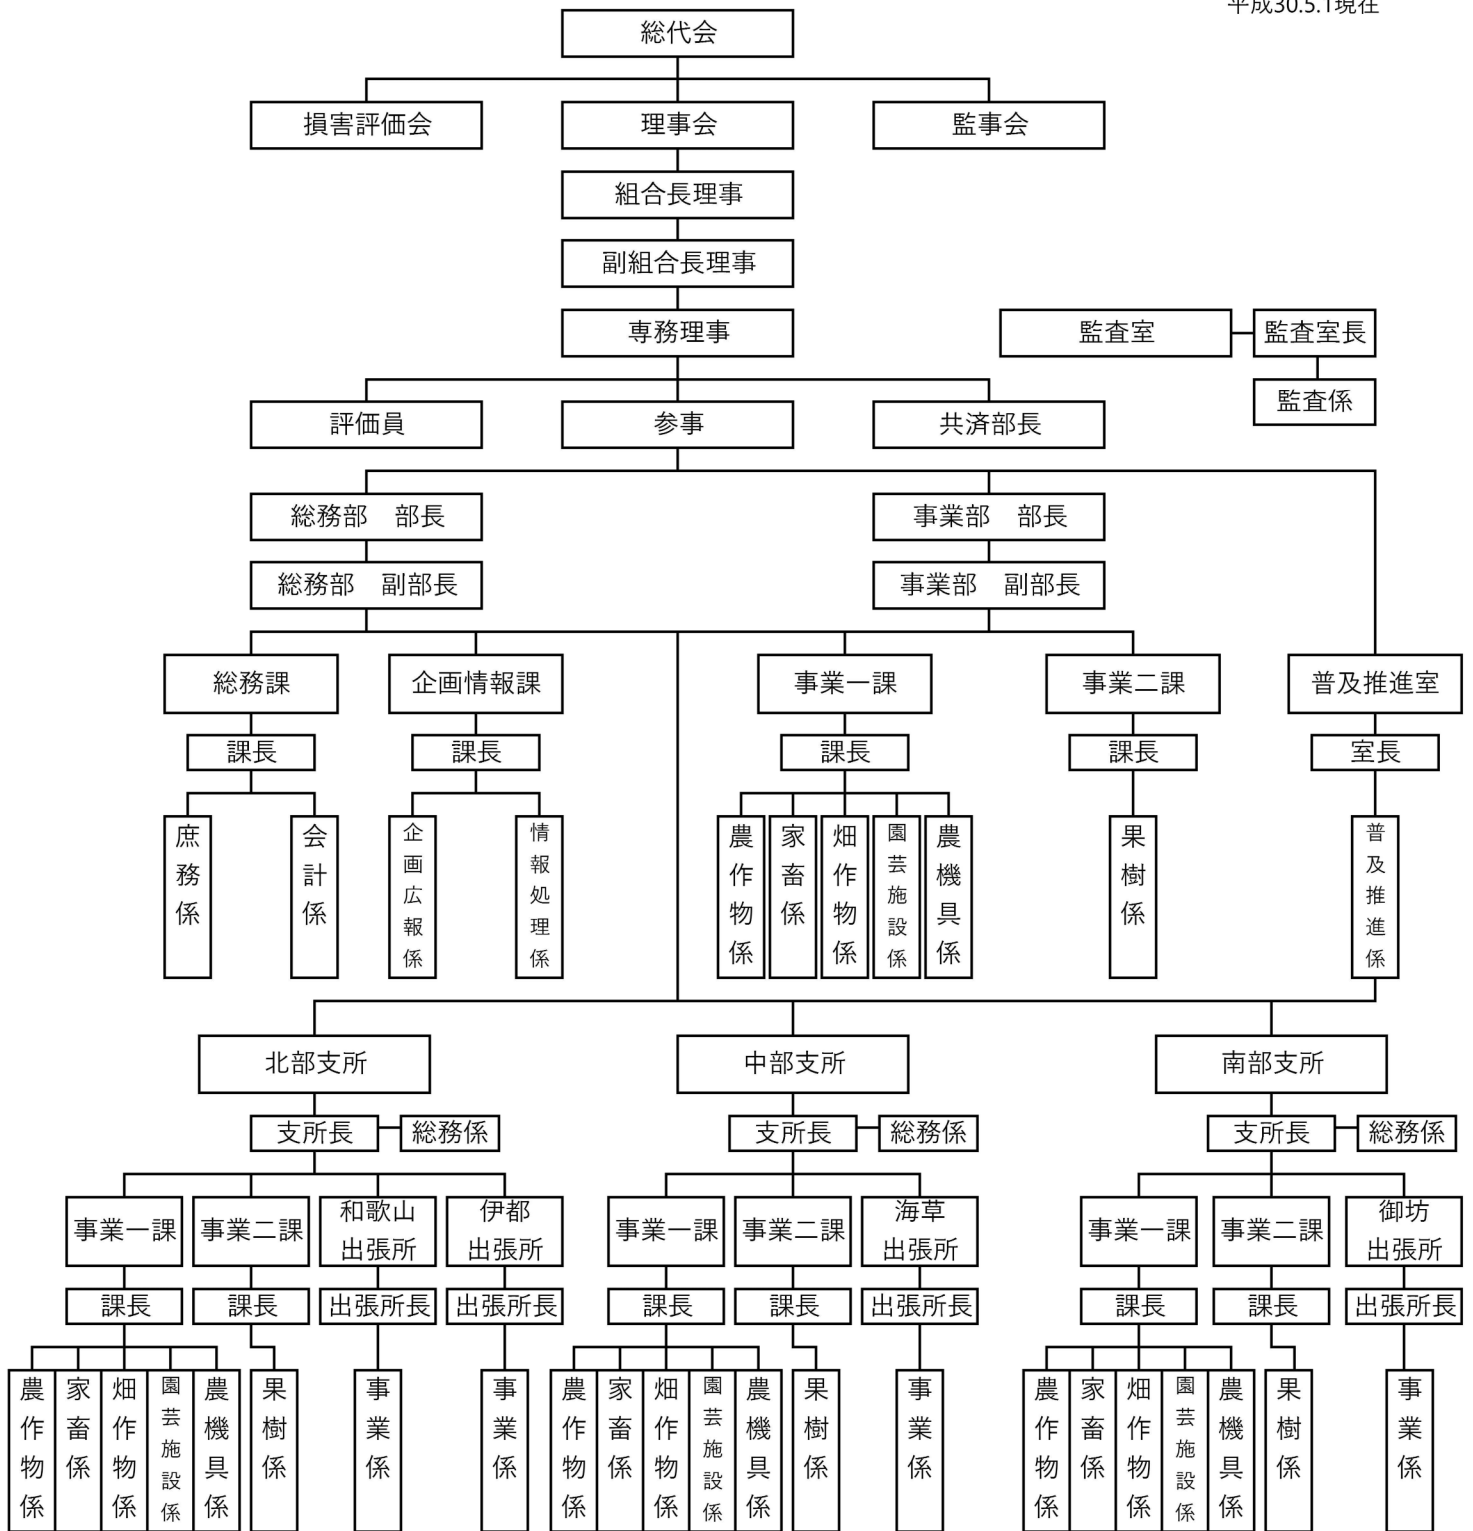 平成30.5.1現在
総代会
損害評価会
理事会
監事会
組合長理事
副組合長理事
専務理事
監査室
監査室長
監査係
評価員
参事
共済部長
総務部　部長
事業部　部長
総務部　副部長
事業部　副部長
総務課
企画情報課
事業一課
事業二課
普及推進室
課長
課長
課長
課長
室長
庶務係
会計係
企画広報係
情報処理係
農作物係
家畜係
畑作物係
園芸施設係
農機具係
果樹係
普及推進係
北部支所
中部支所
南部支所
支所長
総務係
支所長
総務係
支所長
総務係
事業一課
事業二課
和歌山
出張所
伊都
出張所
事業一課
事業二課
海草
出張所
事業一課
事業二課
御坊
出張所
課長
課長
出張所長
出張所長
課長
課長
出張所長
課長
課長
出張所長
農作物係
家畜係
畑作物係
園芸施設係
農機具係
果樹係
事業係
事業係
農作物係
家畜係
畑作物係
園芸施設係
農機具係
果樹係
事業係
農作物係
家畜係
畑作物係
園芸施設係
農機具係
果樹係
事業係